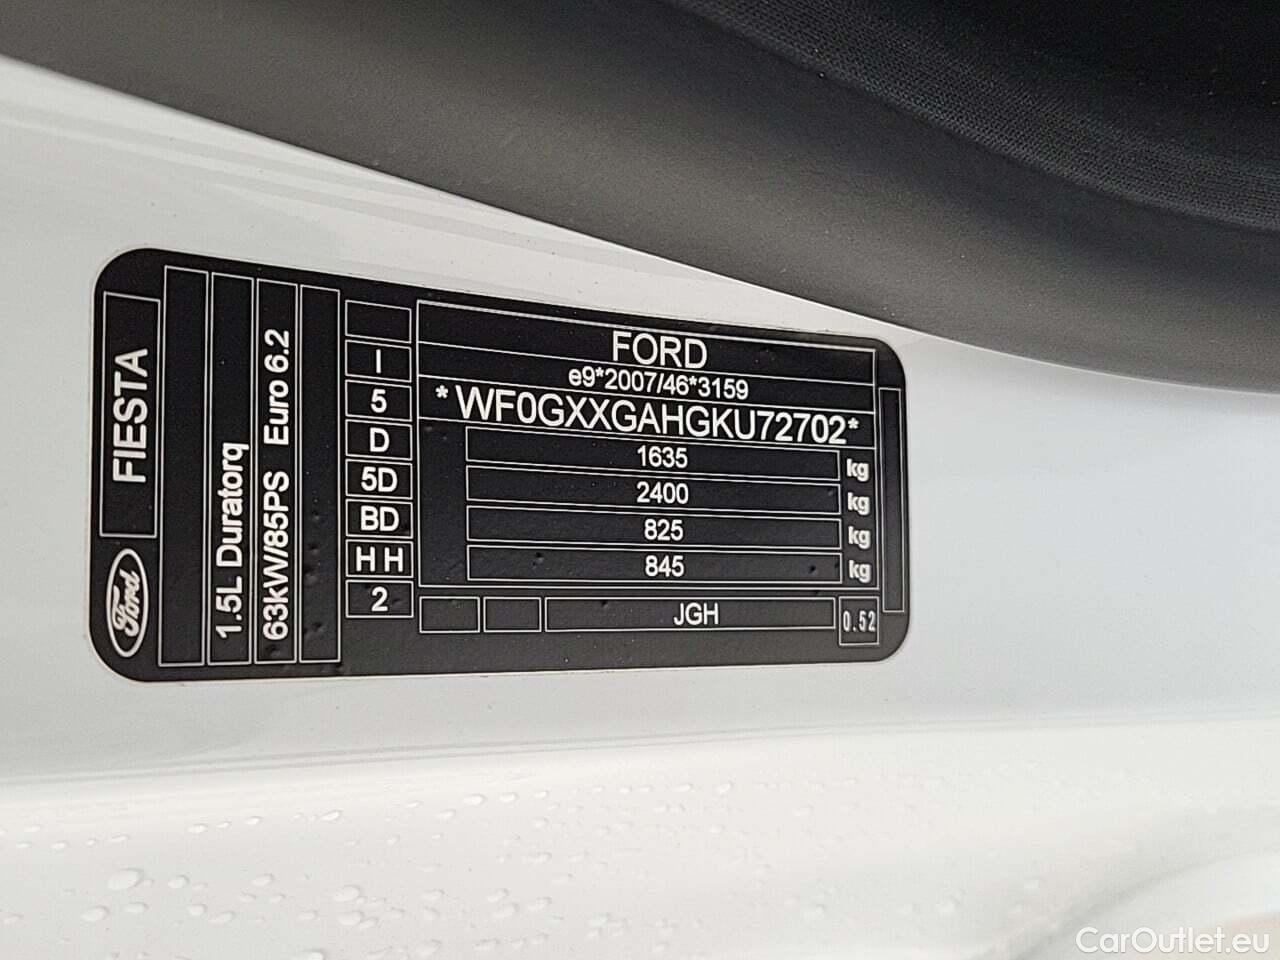 FIESTA
Ford
1.5L Duratorq
63kW/85PS Euro 6.2
I
5
D
5D
BD
H H
2
FORD
e9*2007/46*3159
*WF0GXXGAHGKU72702*
1635 kg
2400 kg
825 kg
845 kg
JGH
0.52
CarOutlet.eu